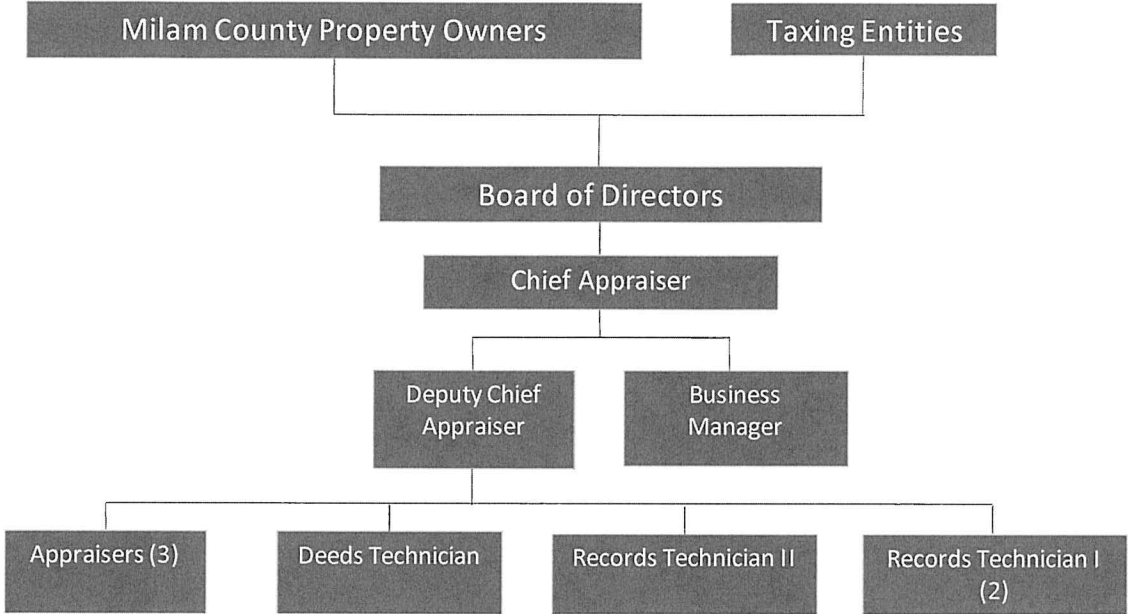 Milam County Property Owners
Taxing Entities
Board of Directors
Chief Appraiser
Deputy Chief
Appraiser
Business
Manager
Appraisers (3)
Deeds Technician
Records Technician II
Records Technician I
(2)